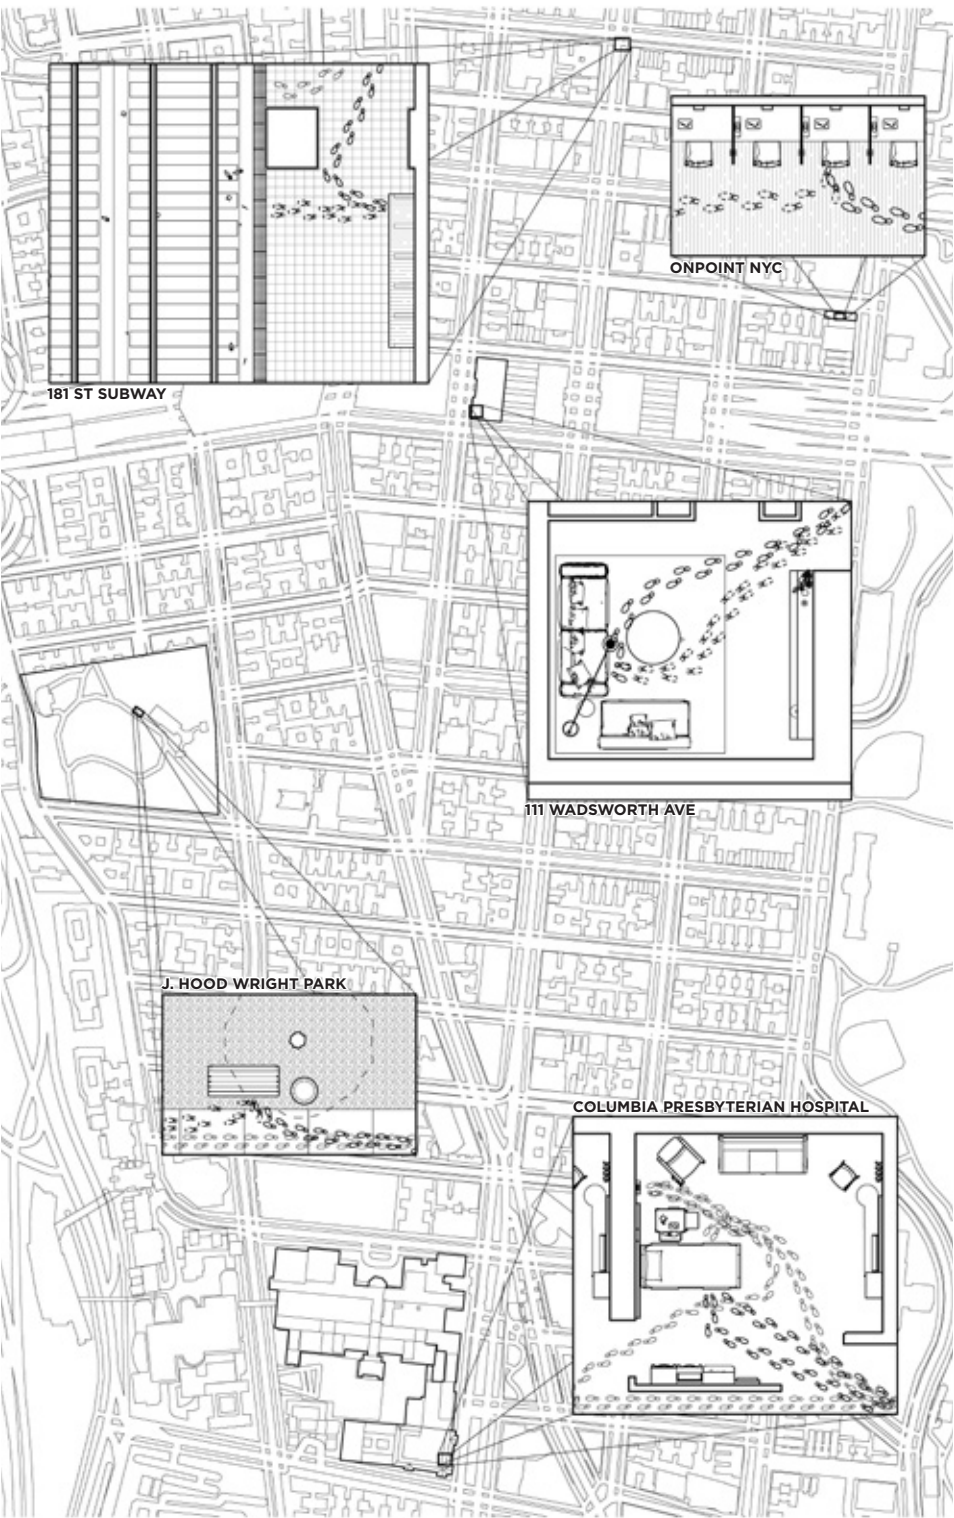 ONPOINT NYC
181 ST SUBWAY
111 WADSWORTH AVE
J. HOOD WRIGHT PARK
COLUMBIA PRESBYTERIAN HOSPITAL